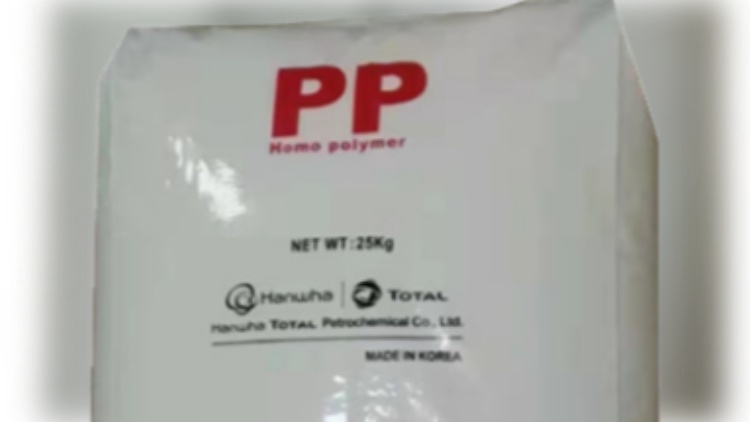 PP
Homo polymer
NET WT:25Kg
Hanwha TOTAL
Hanwha TOTAL Petrochemical Co., Ltd.
MADE IN KOREA